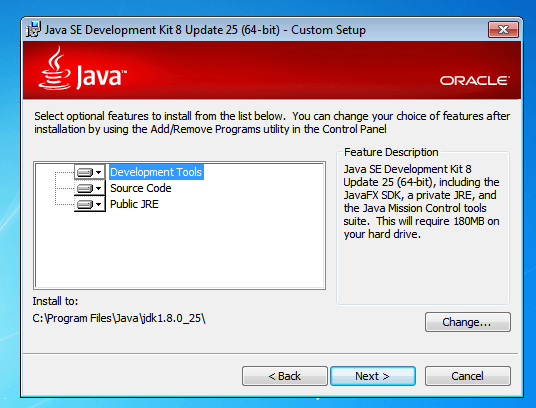 Java SE Development Kit 8 Update 25 (64-bit) - Custom Setup
Java™
ORACLE®
Select optional features to install from the list below. You can change your choice of features after
installation by using the Add/Remove Programs utility in the Control Panel
Development Tools
Source Code
Public JRE
Feature Description
Java SE Development Kit 8
Update 25 (64-bit), including the
JavaFX SDK, a private JRE, and
the Java Mission Control tools
suite. This will require 180MB on
your hard drive.
Install to:
C:\Program Files\Java\jdk1.8.0_25\
Change...
< Back
Next >
Cancel